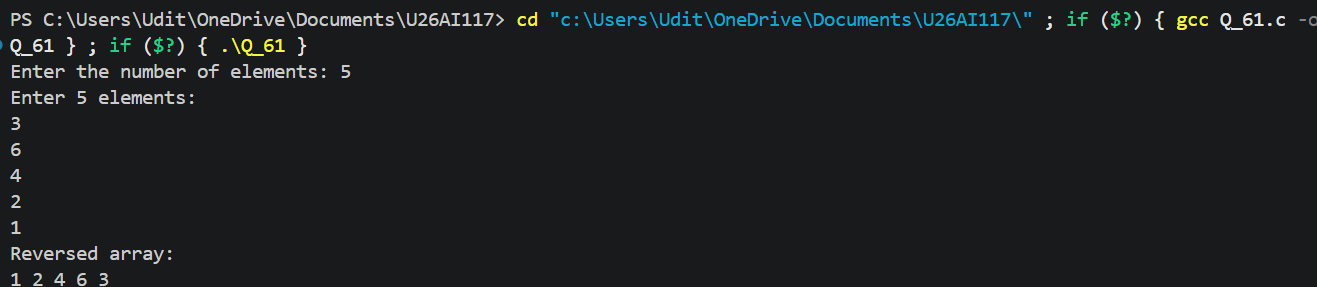 PS C:\Users\Udit\OneDrive\Documents\U26AI117> cd "c:\Users\Udit\OneDrive\Documents\U26AI117\" ; if ($?) { gcc Q_61.c -o
Q_61 } ; if ($?) { .\Q_61 }
Enter the number of elements: 5
Enter 5 elements:
3
6
4
2
1
Reversed array:
1 2 4 6 3